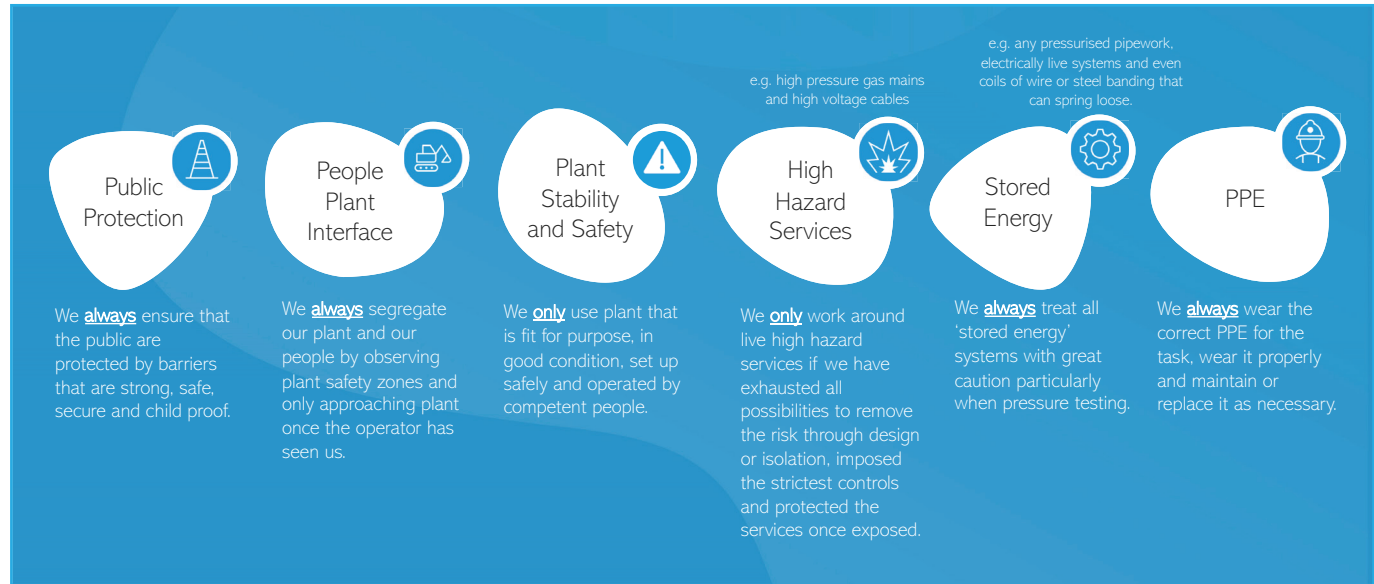 Public
Protection
We always ensure that
the public are
protected by barriers
that are strong, safe,
secure and child proof.
People
Plant
Interface
We always segregate
our plant and our
people by observing
plant safety zones and
only approaching plant
once the operator has
seen us.
Plant
Stability
and Safety
We only use plant that
is fit for purpose, in
good condition, set up
safely and operated by
competent people.
e.g. high pressure gas mains
and high voltage cables
High
Hazard
Services
We only work around
live high hazard
services if we have
exhausted all
possibilities to remove
the risk through design
or isolation, imposed
the strictest controls
and protected the
services once exposed.
e.g. any pressurised pipework,
electrically live systems and even
coils of wire or steel banding that
can spring loose.
Stored
Energy
We always treat all
‘stored energy’
systems with great
caution particularly
when pressure testing.
PPE
We always wear the
correct PPE for the
task, wear it properly
and maintain or
replace it as necessary.